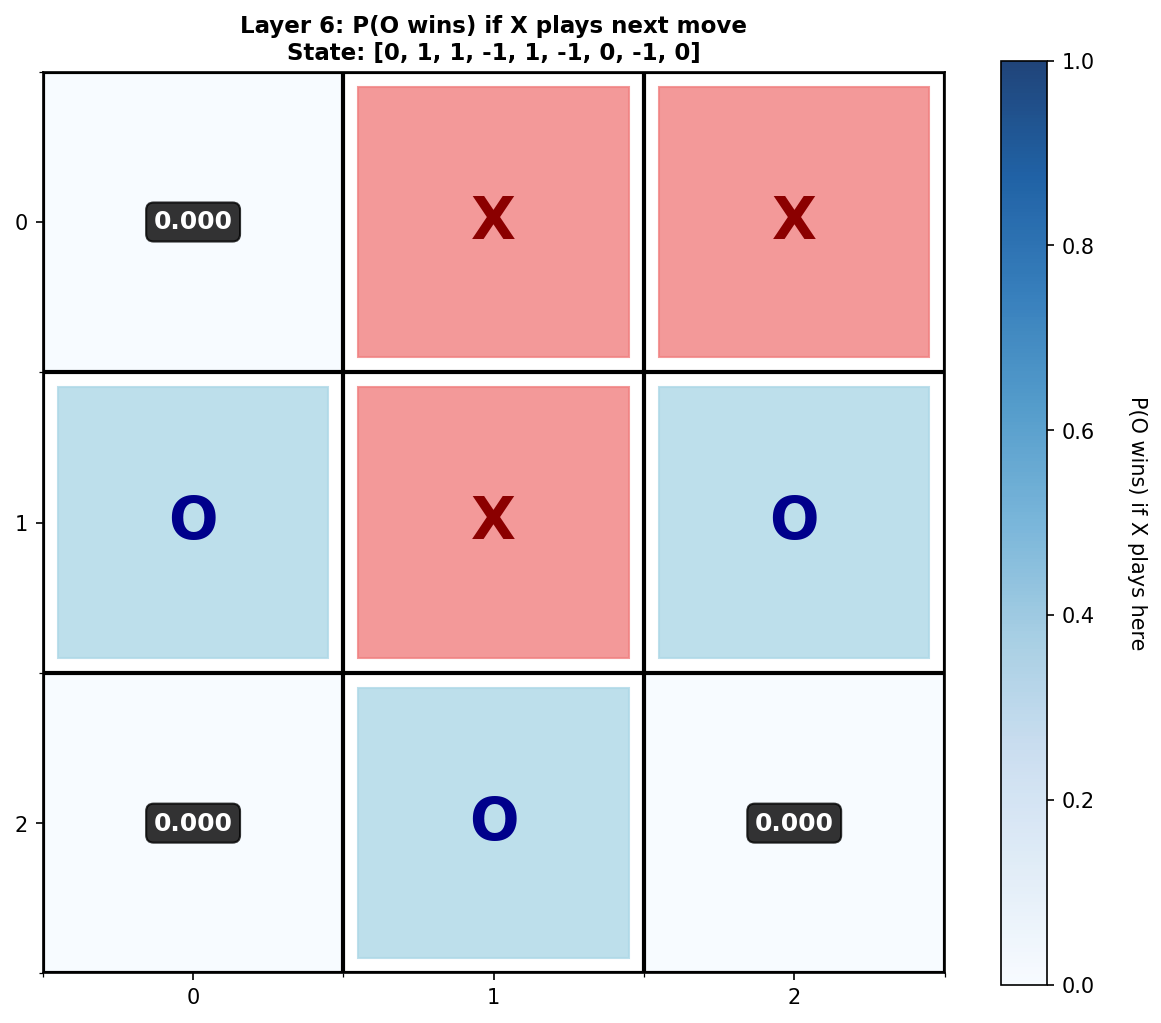 Layer 6: P(O wins) if X plays next move
State: [0, 1, 1, -1, 1, -1, 0, -1, 0]
0
0.000
X
X
1
O
X
O
2
0.000
O
0.000
0
1
2
1.0
0.8
0.6
0.4
0.2
0.0
P(O wins) if X plays here